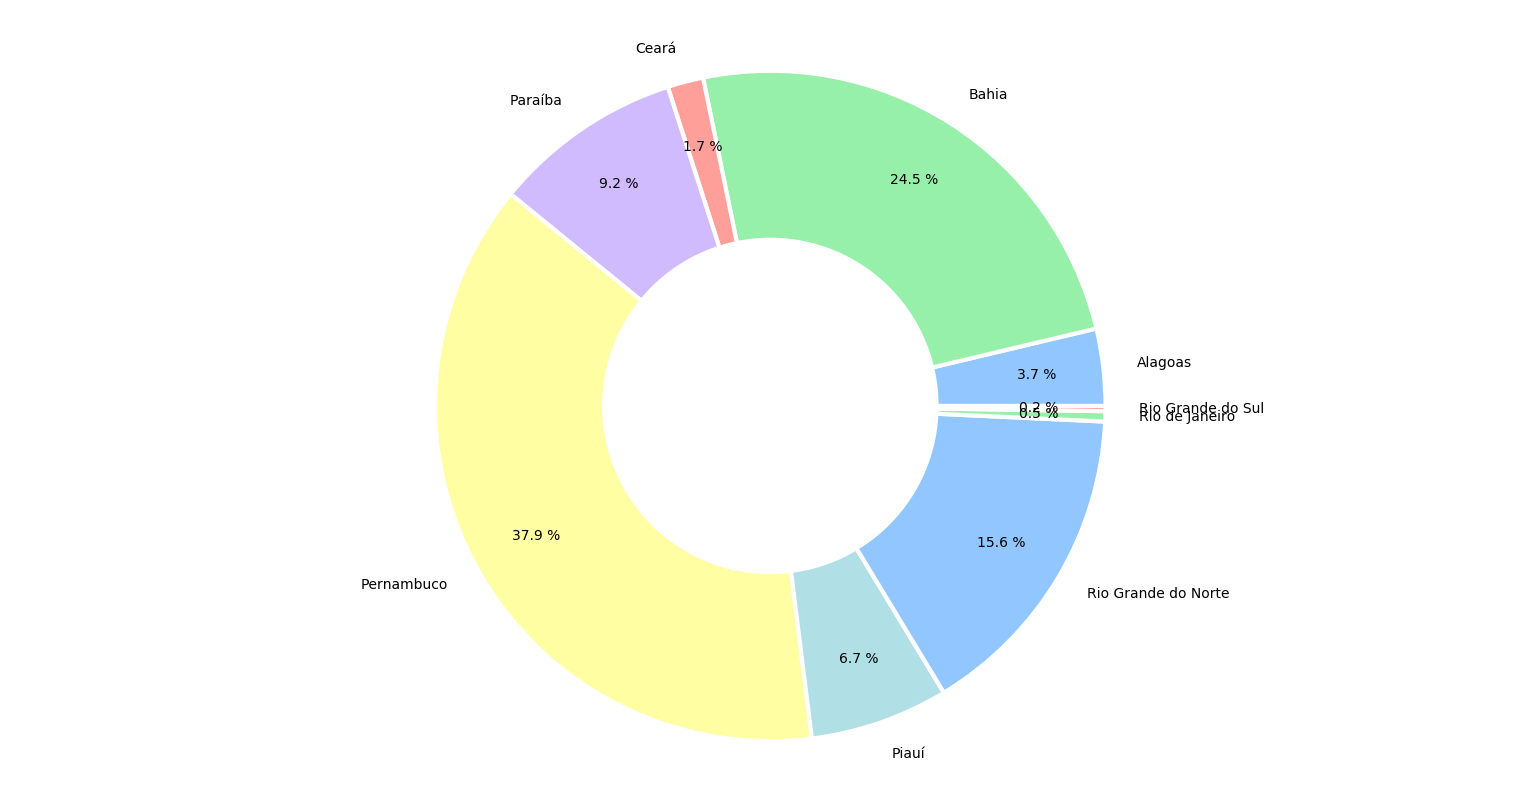 Ceará
Bahia
Paraíba
1.7 %
24.5 %
9.2 %
Alagoas
3.7 %
0.2 %
Rio Grande do Sul
0.5 %
Rio de Janeiro
37.9 %
15.6 %
Pernambuco
Rio Grande do Norte
6.7 %
Piauí